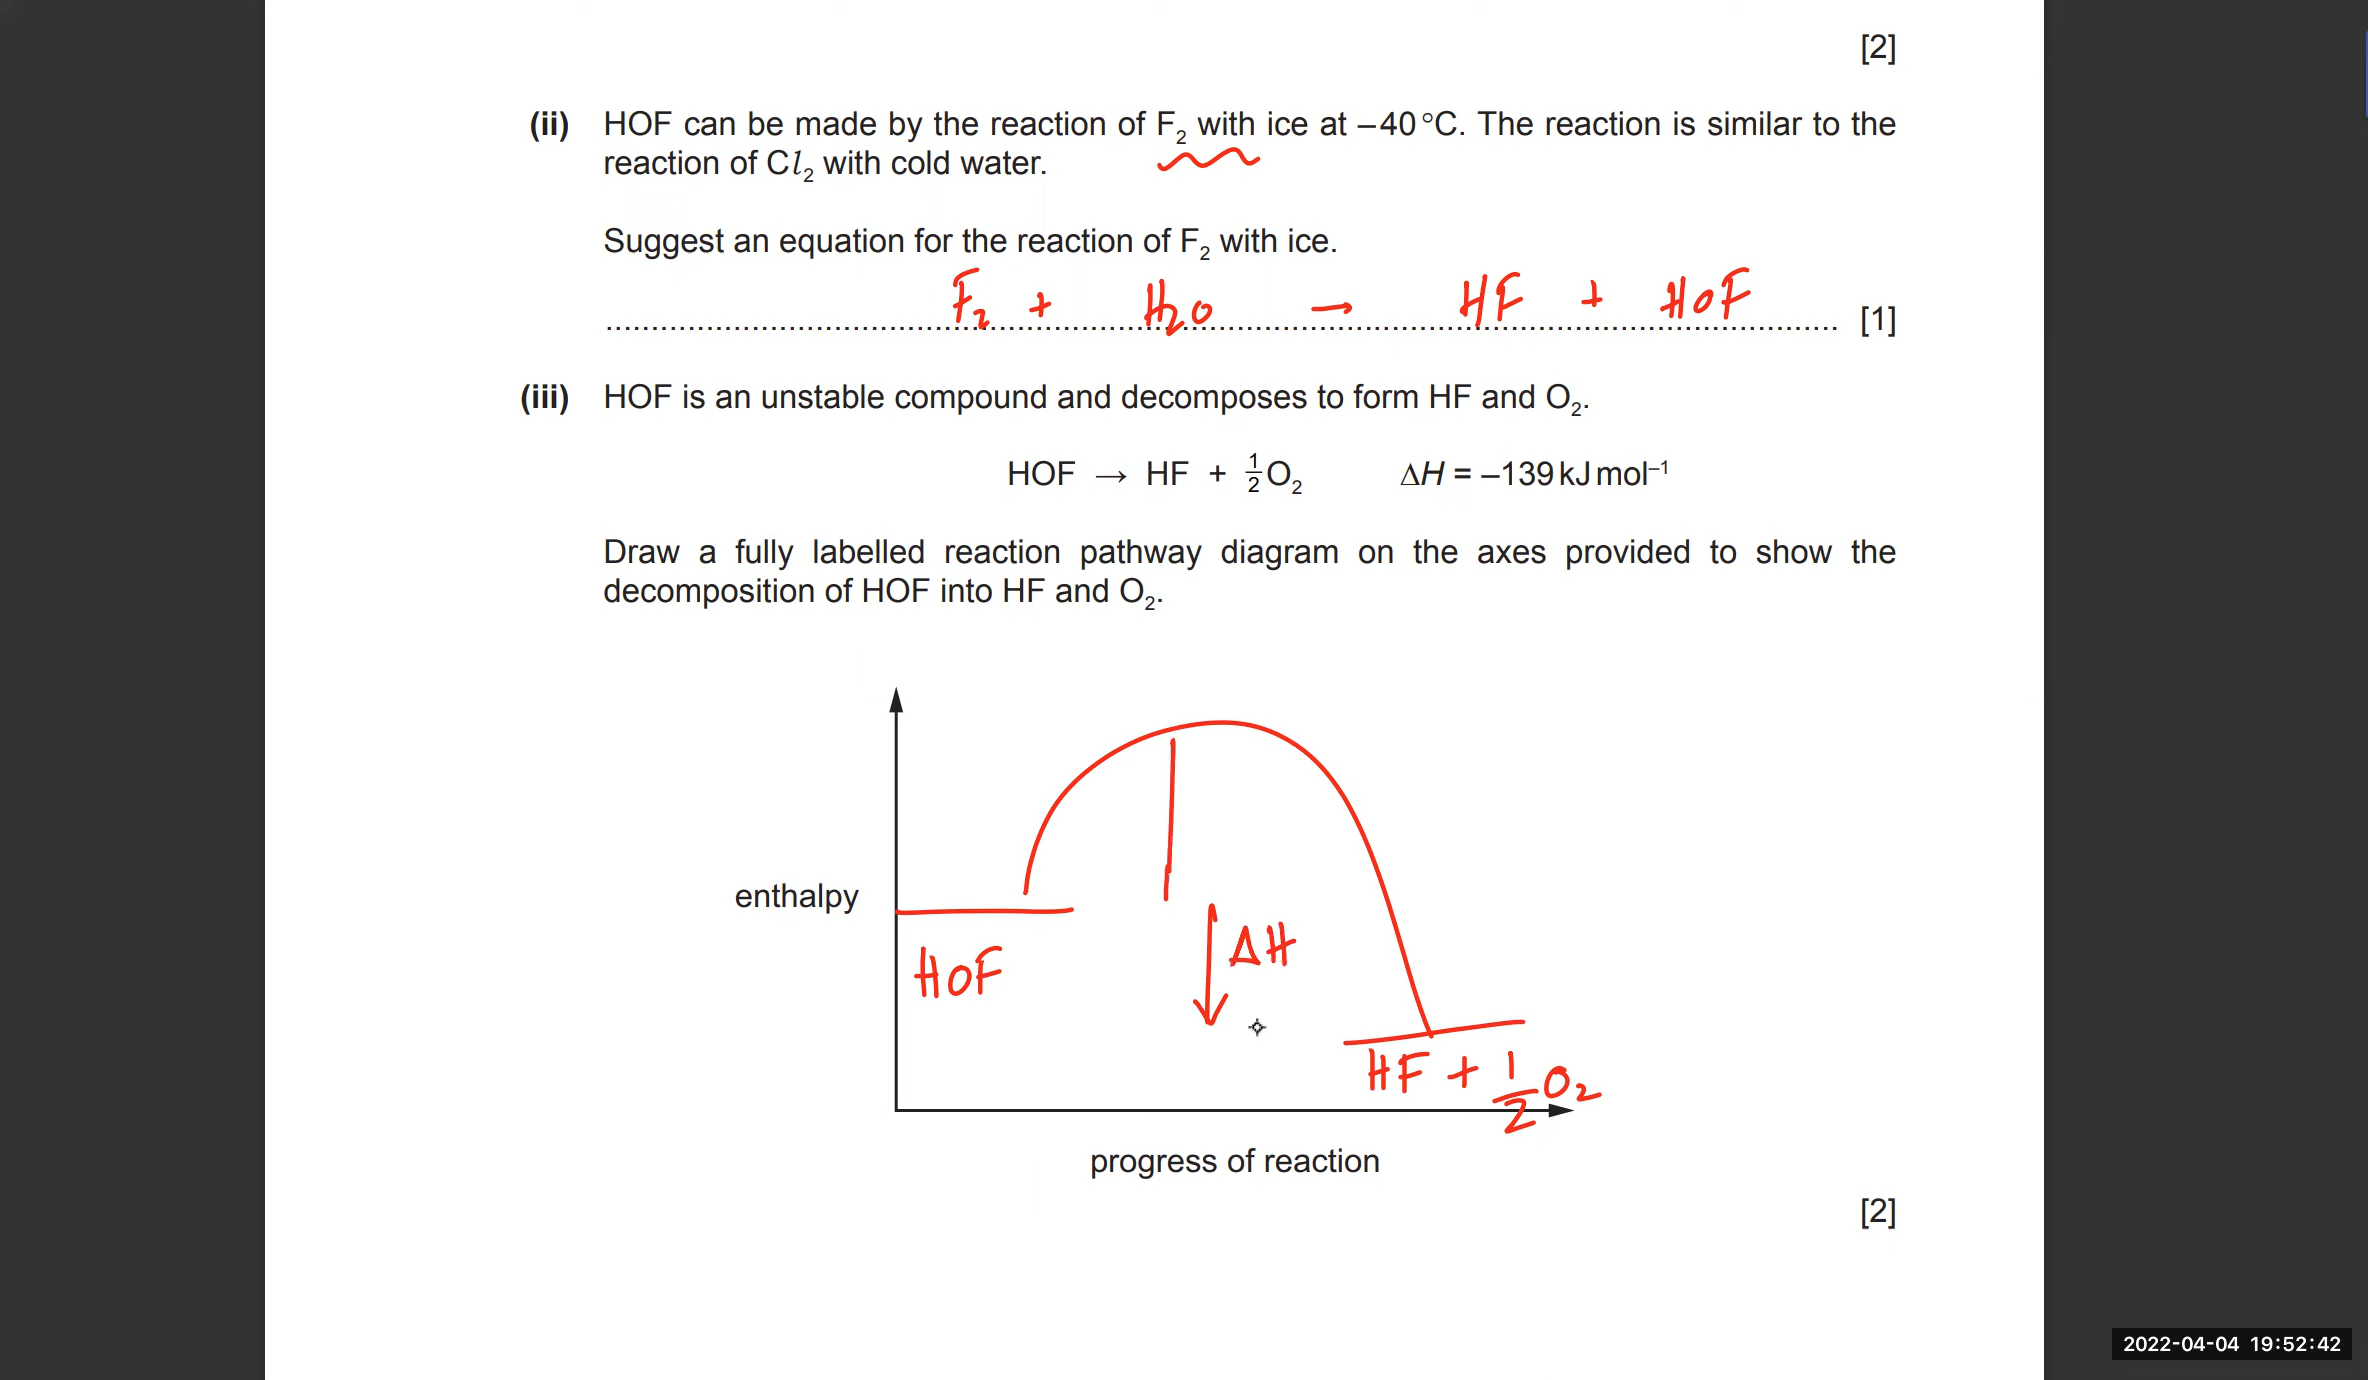 [2]
(ii) HOF can be made by the reaction of F₂ with ice at –40 °C. The reaction is similar to the
reaction of Cl₂ with cold water.
Suggest an equation for the reaction of F₂ with ice.
F₂ + H₂O → HF + HOF
.......... [1]
(iii) HOF is an unstable compound and decomposes to form HF and O₂.
HOF → HF + ½O₂ ΔH = –139 kJ mol⁻¹
Draw a fully labelled reaction pathway diagram on the axes provided to show the
decomposition of HOF into HF and O₂.
enthalpy
HOF
ΔH
HF + ½O₂
progress of reaction
[2]
2022-04-04 19:52:42